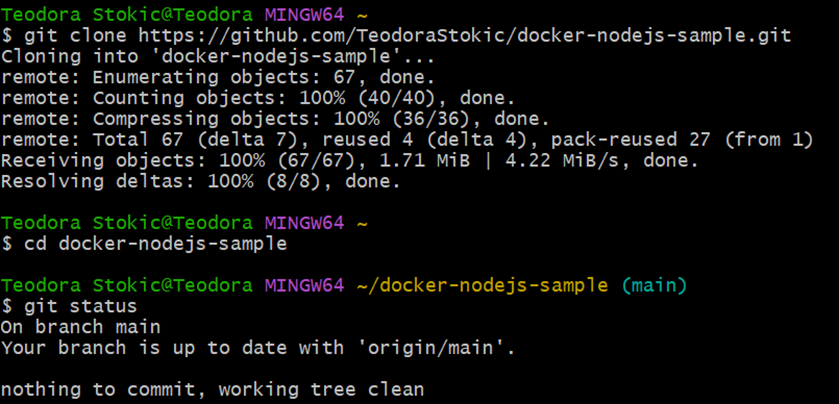 Teodora Stokic@Teodora MINGW64 ~
$ git clone https://github.com/TeodoraStokic/docker-nodejs-sample.git
Cloning into 'docker-nodejs-sample'...
remote: Enumerating objects: 67, done.
remote: Counting objects: 100% (40/40), done.
remote: Compressing objects: 100% (36/36), done.
remote: Total 67 (delta 7), reused 4 (delta 4), pack-reused 27 (from 1)
Receiving objects: 100% (67/67), 1.71 MiB | 4.22 MiB/s, done.
Resolving deltas: 100% (8/8), done.
Teodora Stokic@Teodora MINGW64 ~
$ cd docker-nodejs-sample
Teodora Stokic@Teodora MINGW64 ~/docker-nodejs-sample (main)
$ git status
On branch main
Your branch is up to date with 'origin/main'.
nothing to commit, working tree clean